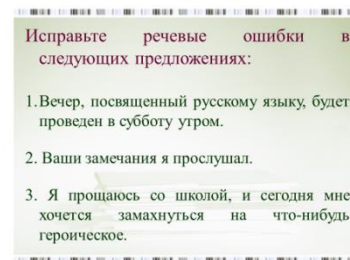 Исправьте речевые ошибки в
следующих предложениях:
1.Вечер, посвященный русскому языку, будет
проведен в субботу утром.
2. Ваши замечания я прослушал.
3. Я прощаюсь со школой, и сегодня мне
хочется замахнуться на что-нибудь
героическое.